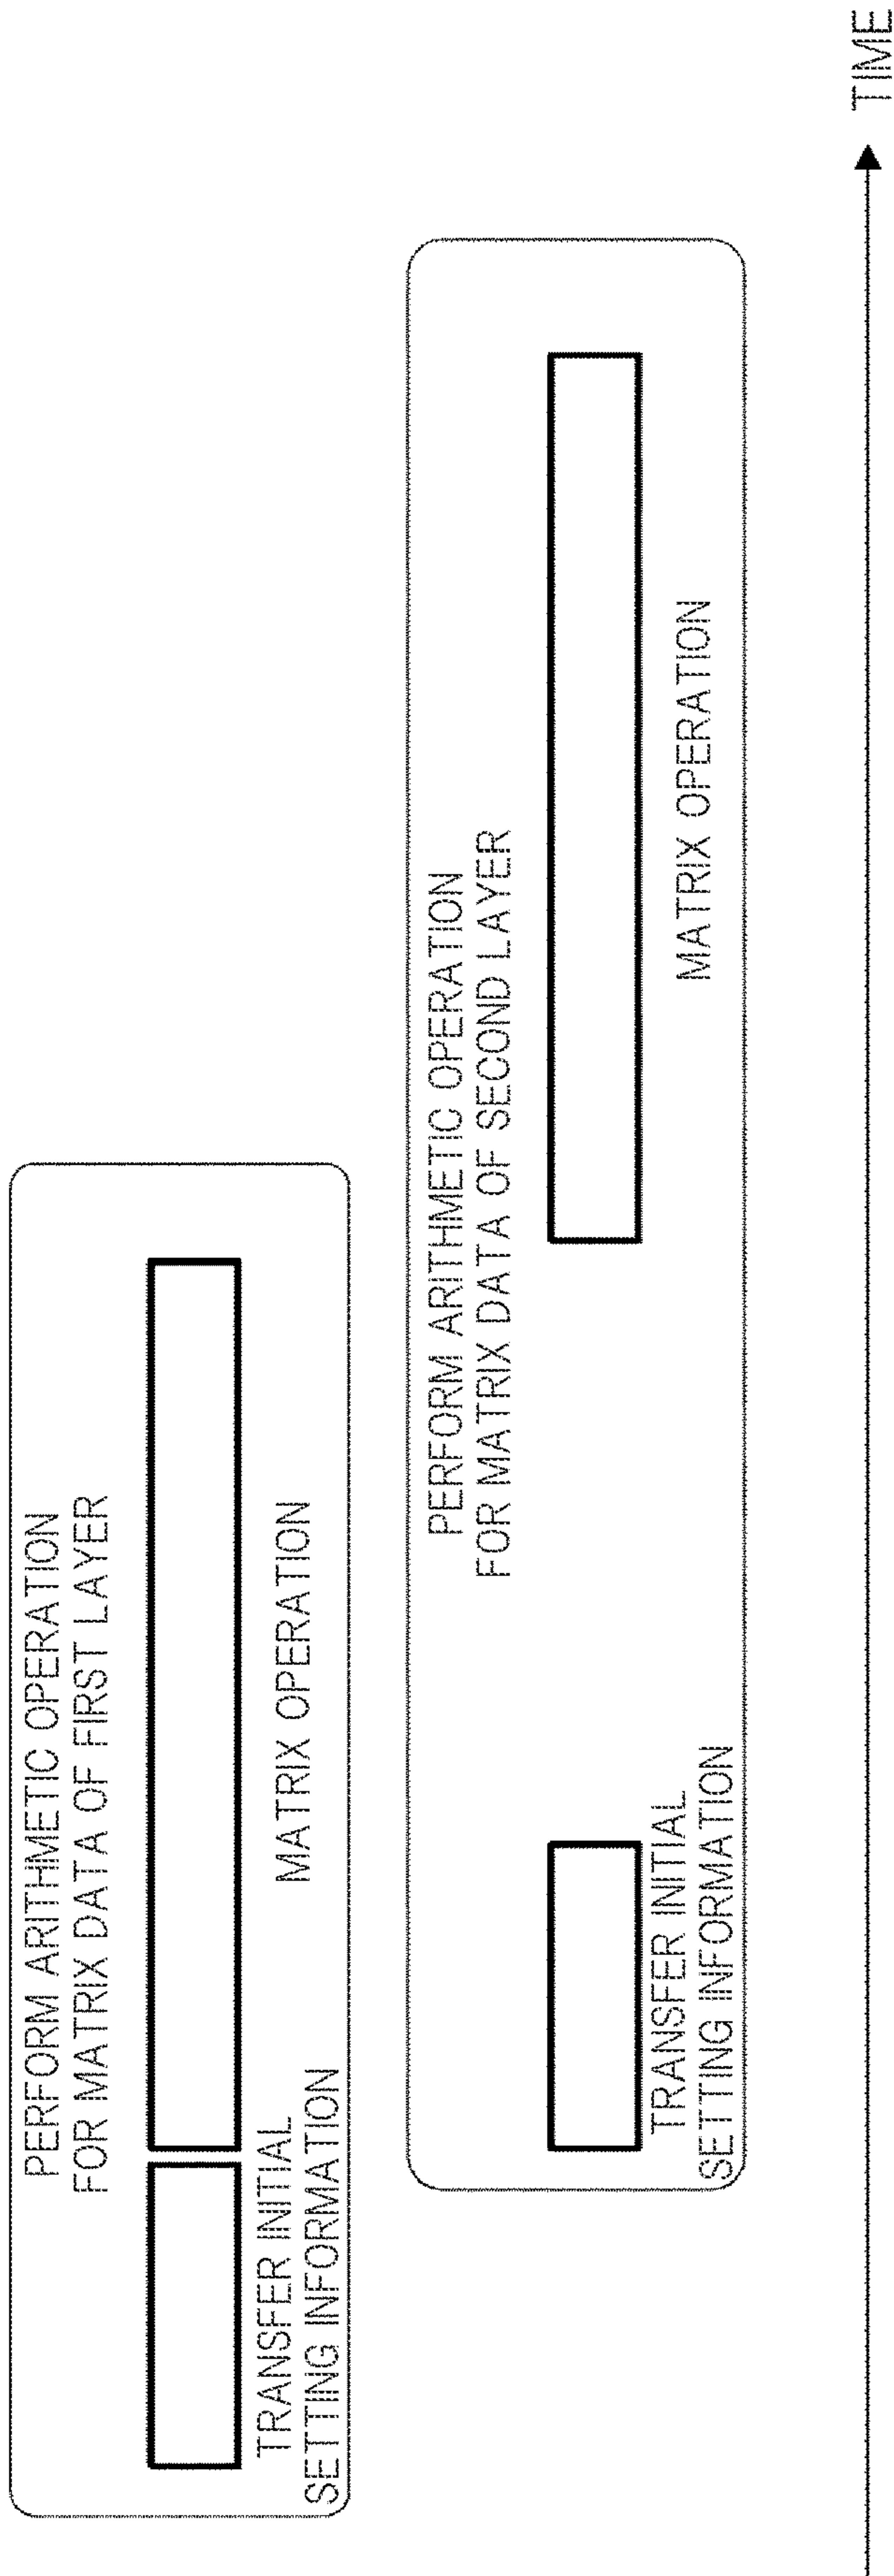 PERFORM ARITHMETIC OPERATION
FOR MATRIX DATA OF FIRST LAYER
TRANSFER INITIAL
SETTING INFORMATION
MATRIX OPERATION
PERFORM ARITHMETIC OPERATION
FOR MATRIX DATA OF SECOND LAYER
TRANSFER INITIAL
SETTING INFORMATION
MATRIX OPERATION
TIME